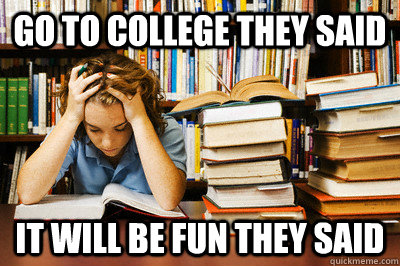 GO TO COLLEGE THEY SAID
IT WILL BE FUN THEY SAID
quickmeme.com